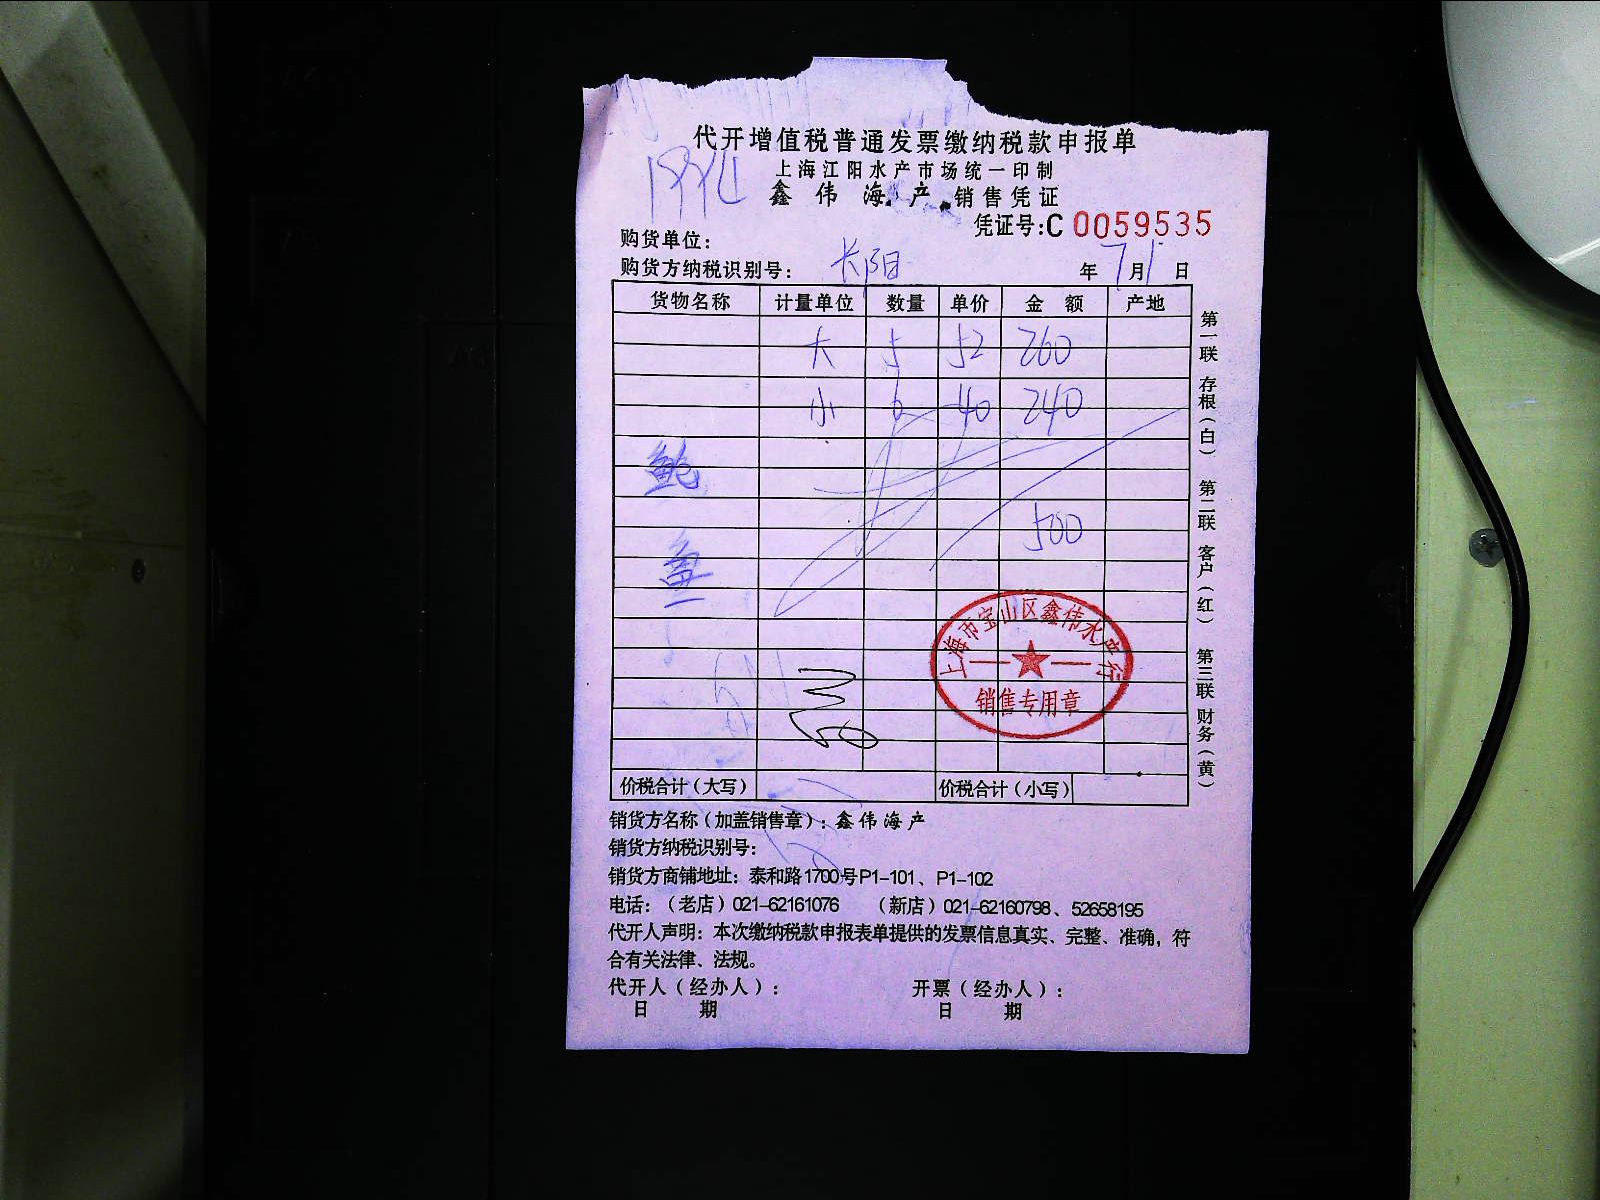 代开增值税普通发票缴纳税款申报单
上海江阳水产市场统一印制
鑫伟海产销售凭证
凭证号:C 0059535
购货单位:
购货方纳税识别号: 长阳 年7月1日
货物名称 计量单位 数量 单价 金额 产地
大 5 52 260
小 6 40 240
鲍
500
鱼
上海市宝山区鑫伟水产行
销售专用章
价税合计(大写) 价税合计(小写)
第一联 存根(白) 第二联 客户(红) 第三联 财务(黄)
销货方名称(加盖销售章):鑫伟海产
销货方纳税识别号:
销货方商铺地址:泰和路1700号P1-101、P1-102
电话:(老店)021-62161076 (新店)021-62160798、52658195
代开人声明:本次缴纳税款申报表单提供的发票信息真实、完整、准确,符
合有关法律、法规。
代开人(经办人): 开票(经办人):
日期 日期